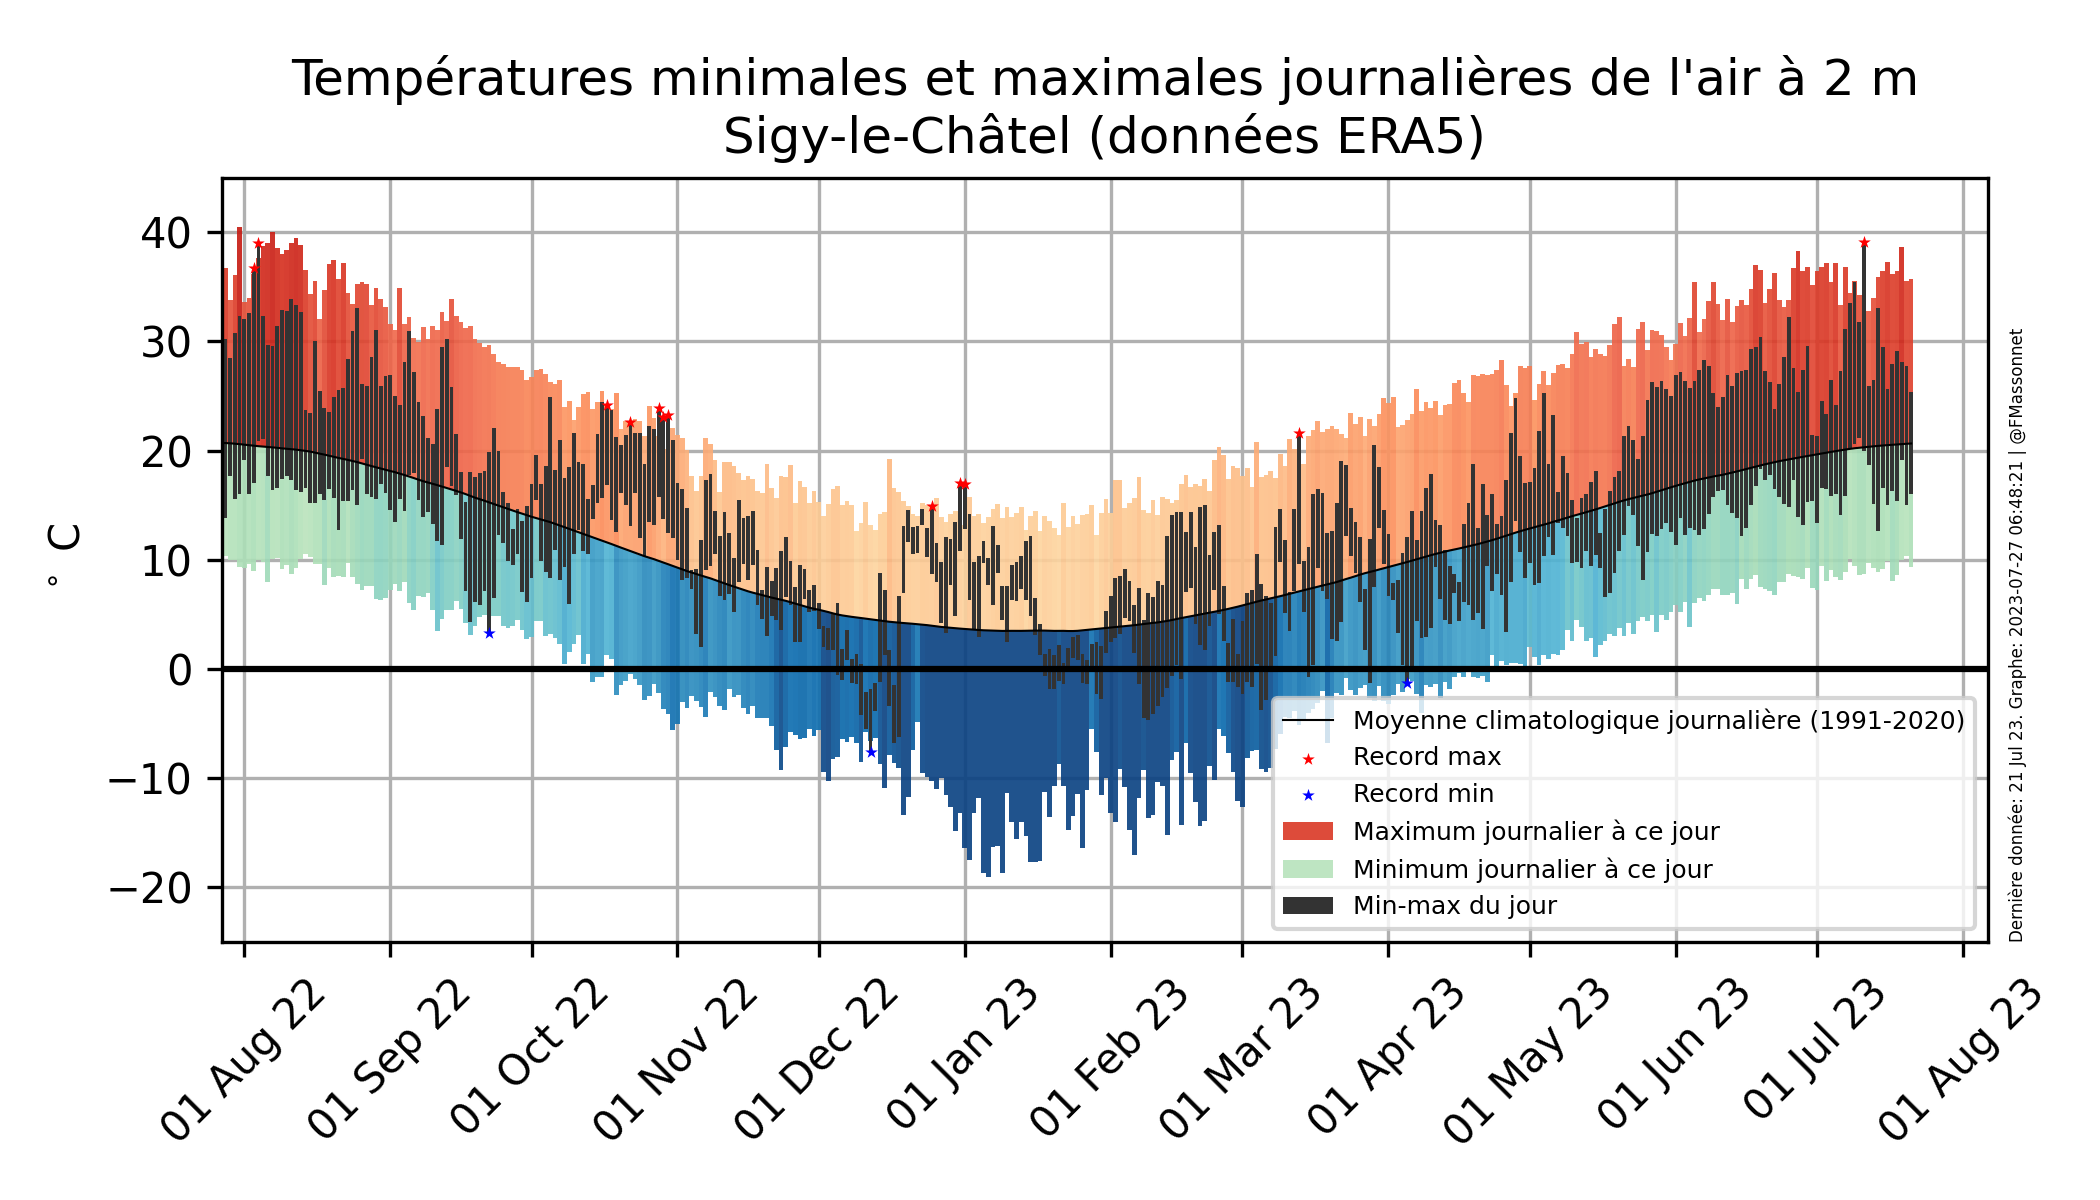 Températures minimales et maximales journalières de l'air à 2 m
Sigy-le-Châtel (données ERA5)
° C
40
30
20
10
0
−10
−20
Moyenne climatologique journalière (1991-2020)
Record max
Record min
Maximum journalier à ce jour
Minimum journalier à ce jour
Min-max du jour
01 Aug 22
01 Sep 22
01 Oct 22
01 Nov 22
01 Dec 22
01 Jan 23
01 Feb 23
01 Mar 23
01 Apr 23
01 May 23
01 Jun 23
01 Jul 23
01 Aug 23
Dernière donnée: 21 Jul 23. Graphe: 2023-07-27 06:48:21 | @FMassonnet